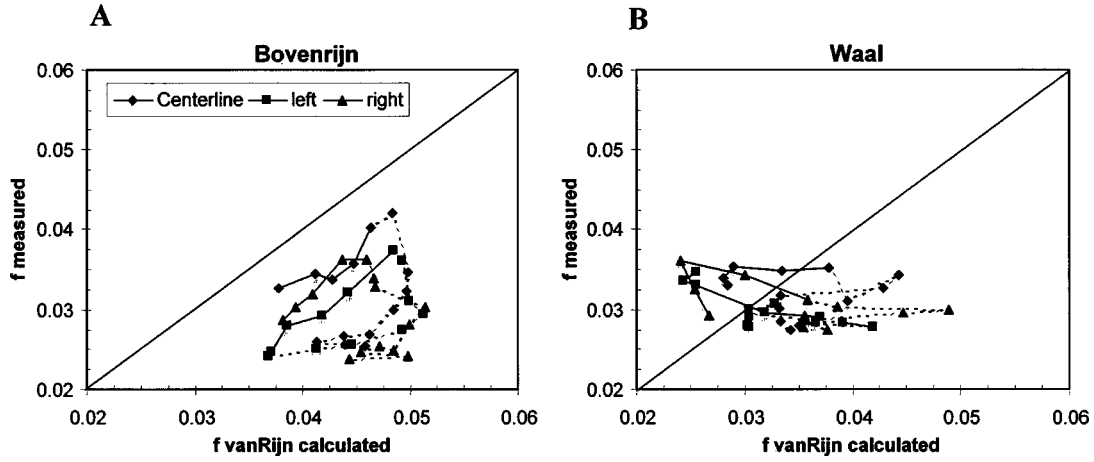 A
B
Bovenrijn
Waal
0.06
0.05
0.04
0.03
0.02
f measured
Centerline left right
0.02 0.03 0.04 0.05 0.06
f vanRijn calculated
0.06
0.05
0.04
0.03
0.02
f measured
0.02 0.03 0.04 0.05 0.06
f vanRijn calculated